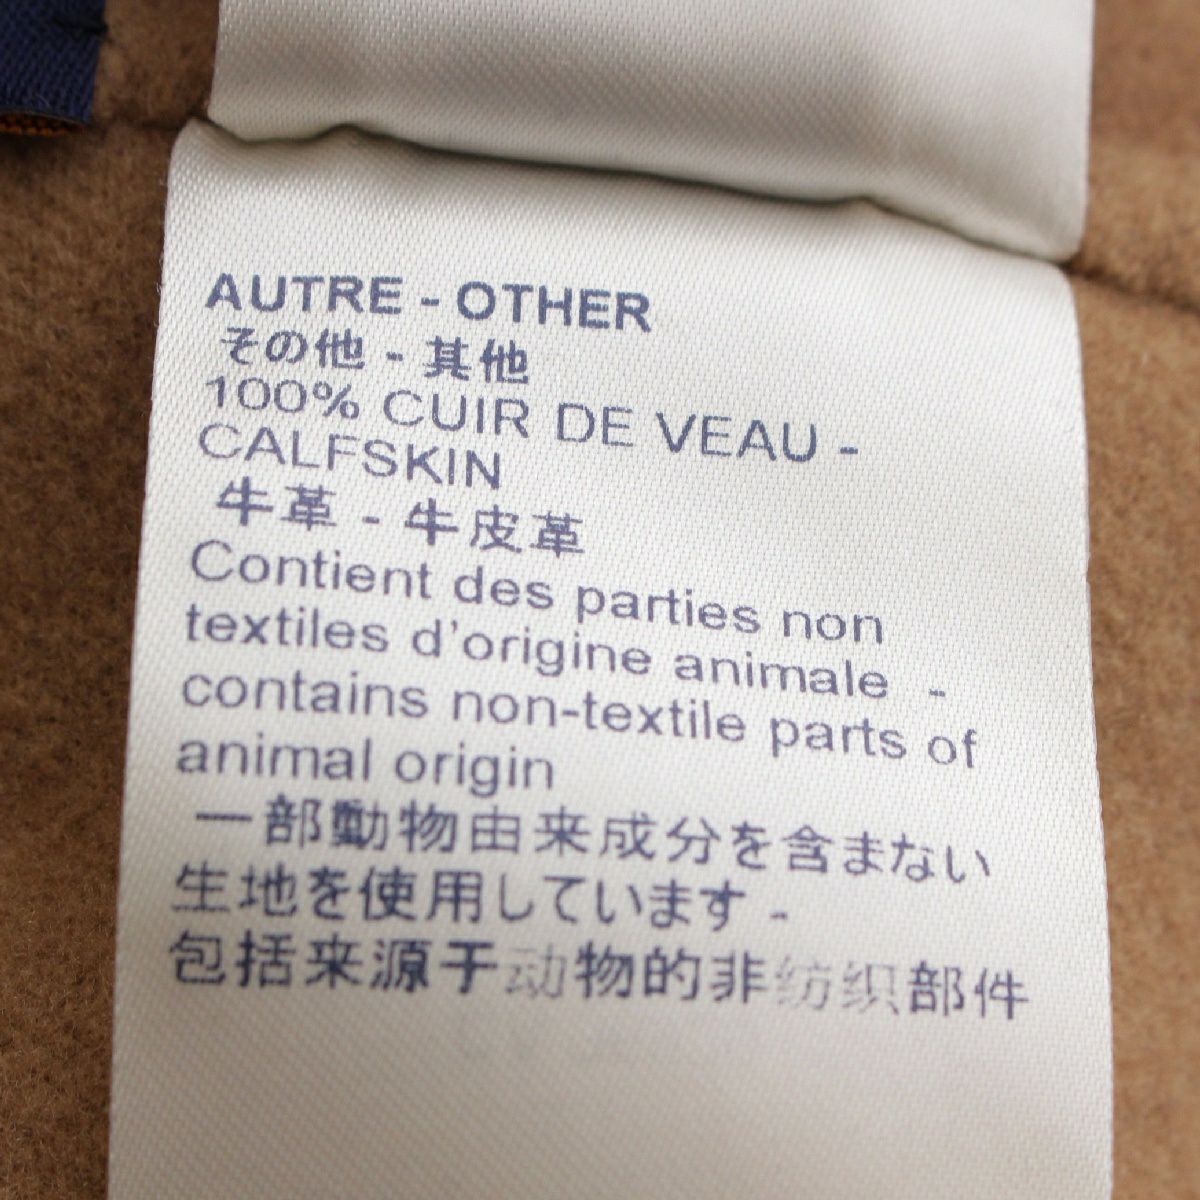 AUTRE - OTHER
その他 - 其他
100% CUIR DE VEAU -
CALFSKIN
牛革 - 牛皮革
Contient des parties non
textiles d'origine animale -
contains non-textile parts of
animal origin
一部動物由来成分を含まない
生地を使用しています -
包括来源于动物的非纺织部件